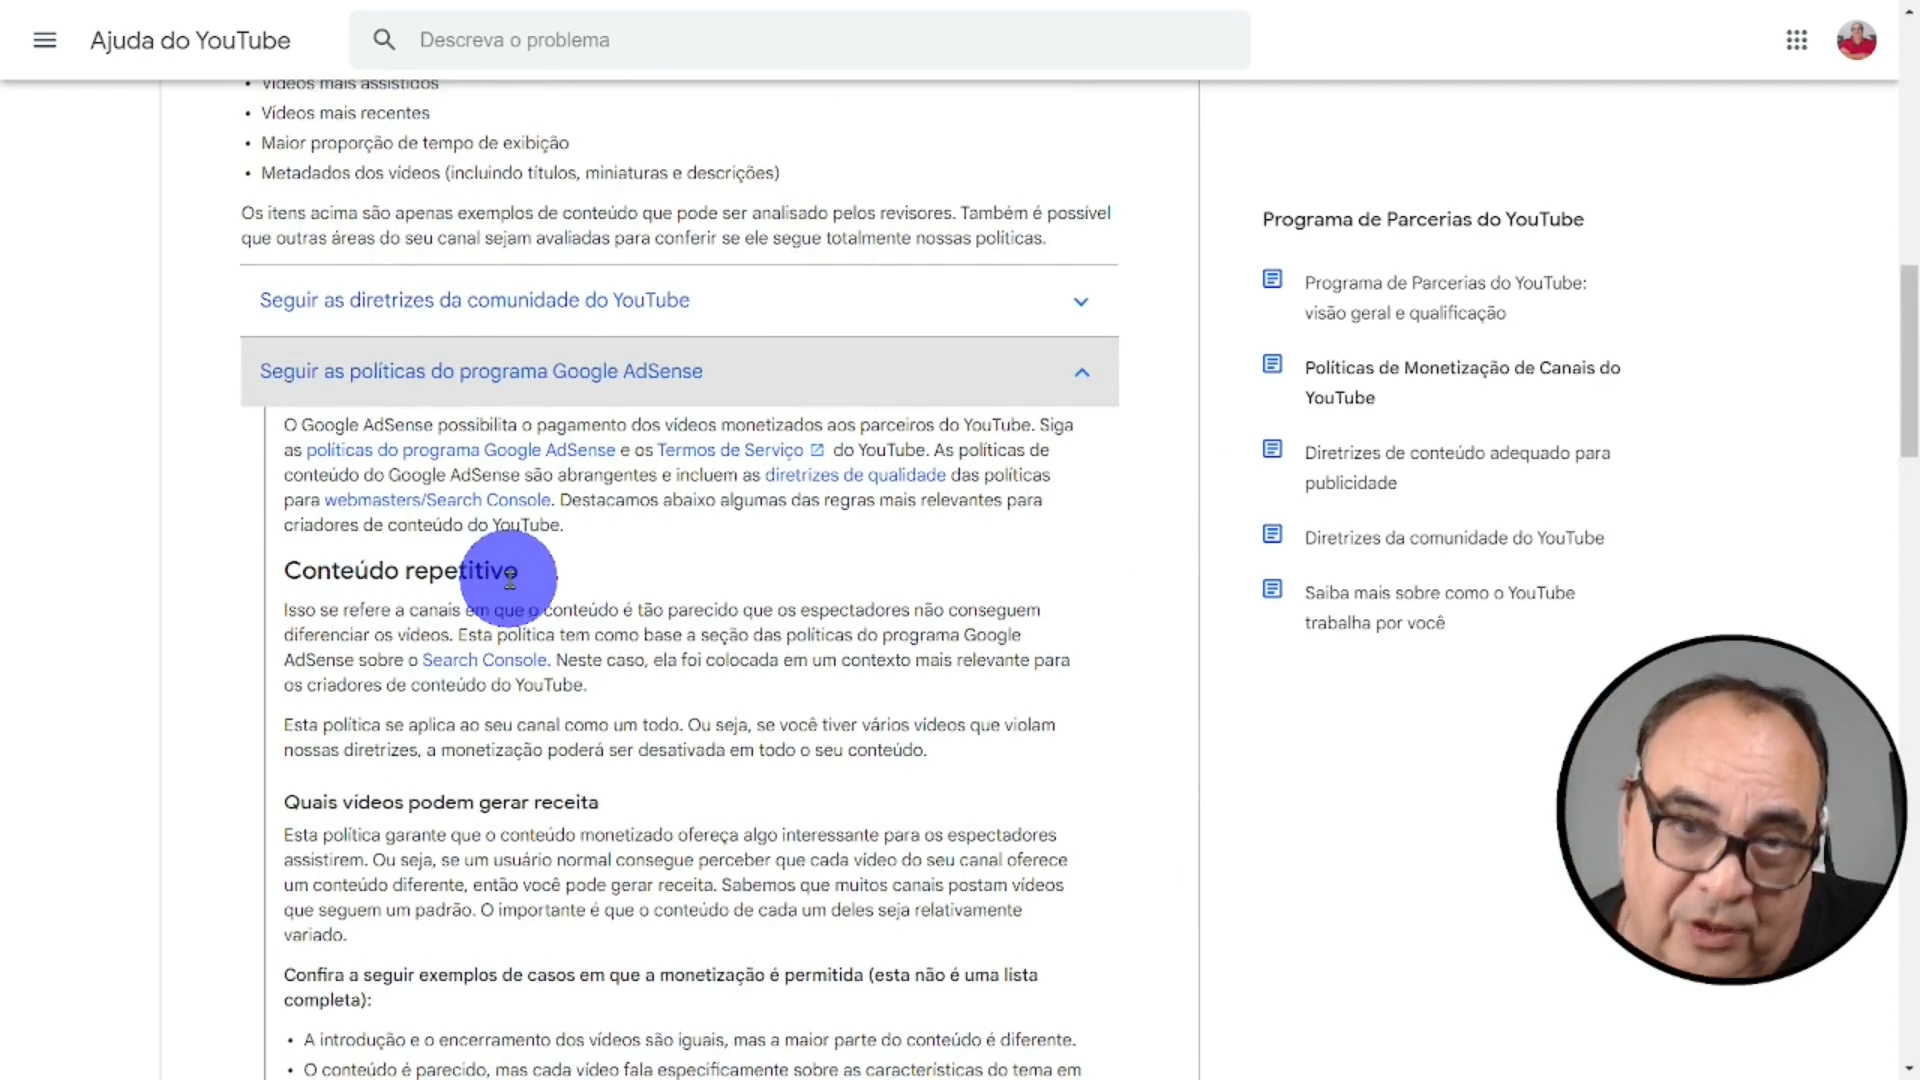 Ajuda do YouTube
Descreva o problema
Vídeos mais assistidos
• Vídeos mais recentes
• Maior proporção de tempo de exibição
• Metadados dos vídeos (incluindo títulos, miniaturas e descrições)
Os itens acima são apenas exemplos de conteúdo que pode ser analisado pelos revisores. Também é possível
que outras áreas do seu canal sejam avaliadas para conferir se ele segue totalmente nossas políticas.
Seguir as diretrizes da comunidade do YouTube
Seguir as políticas do programa Google AdSense
O Google AdSense possibilita o pagamento dos vídeos monetizados aos parceiros do YouTube. Siga
as políticas do programa Google AdSense e os Termos de Serviço do YouTube. As políticas de
conteúdo do Google AdSense são abrangentes e incluem as diretrizes de qualidade das políticas
para webmasters/Search Console. Destacamos abaixo algumas das regras mais relevantes para
criadores de conteúdo do YouTube.
Conteúdo repetitivo
Isso se refere a canais em que o conteúdo é tão parecido que os espectadores não conseguem
diferenciar os vídeos. Esta política tem como base a seção das políticas do programa Google
AdSense sobre o Search Console. Neste caso, ela foi colocada em um contexto mais relevante para
os criadores de conteúdo do YouTube.
Esta política se aplica ao seu canal como um todo. Ou seja, se você tiver vários vídeos que violam
nossas diretrizes, a monetização poderá ser desativada em todo o seu conteúdo.
Quais vídeos podem gerar receita
Esta política garante que o conteúdo monetizado ofereça algo interessante para os espectadores
assistirem. Ou seja, se um usuário normal consegue perceber que cada vídeo do seu canal oferece
um conteúdo diferente, então você pode gerar receita. Sabemos que muitos canais postam vídeos
que seguem um padrão. O importante é que o conteúdo de cada um deles seja relativamente
variado.
Confira a seguir exemplos de casos em que a monetização é permitida (esta não é uma lista
completa):
• A introdução e o encerramento dos vídeos são iguais, mas a maior parte do conteúdo é diferente.
• O conteúdo é parecido, mas cada vídeo fala especificamente sobre as características do tema em
Programa de Parcerias do YouTube
Programa de Parcerias do YouTube:
visão geral e qualificação
Políticas de Monetização de Canais do
YouTube
Diretrizes de conteúdo adequado para
publicidade
Diretrizes da comunidade do YouTube
Saiba mais sobre como o YouTube
trabalha por você